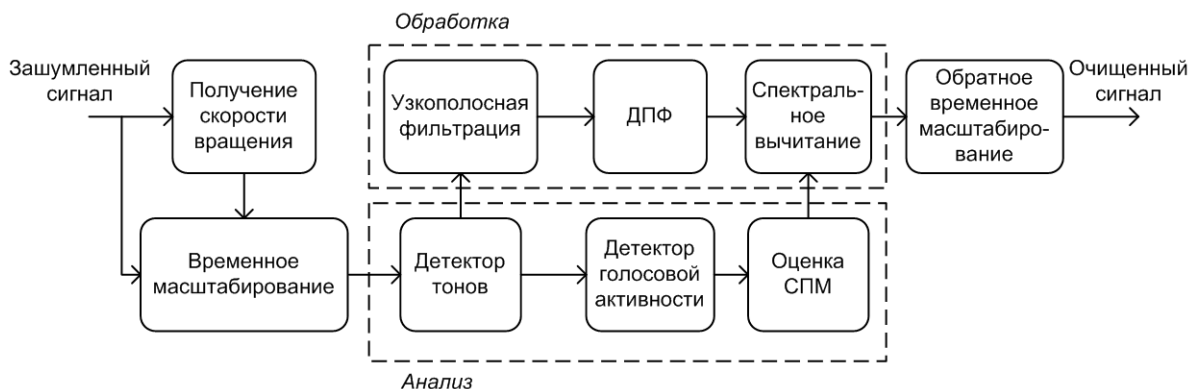 Обработка
Зашумленный
сигнал
Получение
скорости
вращения
Узкополосная
фильтрация
ДПФ
Спектраль-
ное
вычитание
Обратное
временное
масштабиро-
вание
Очищенный
сигнал
Временное
масштабирование
Детектор
тонов
Детектор
голосовой
активности
Оценка
СПМ
Анализ